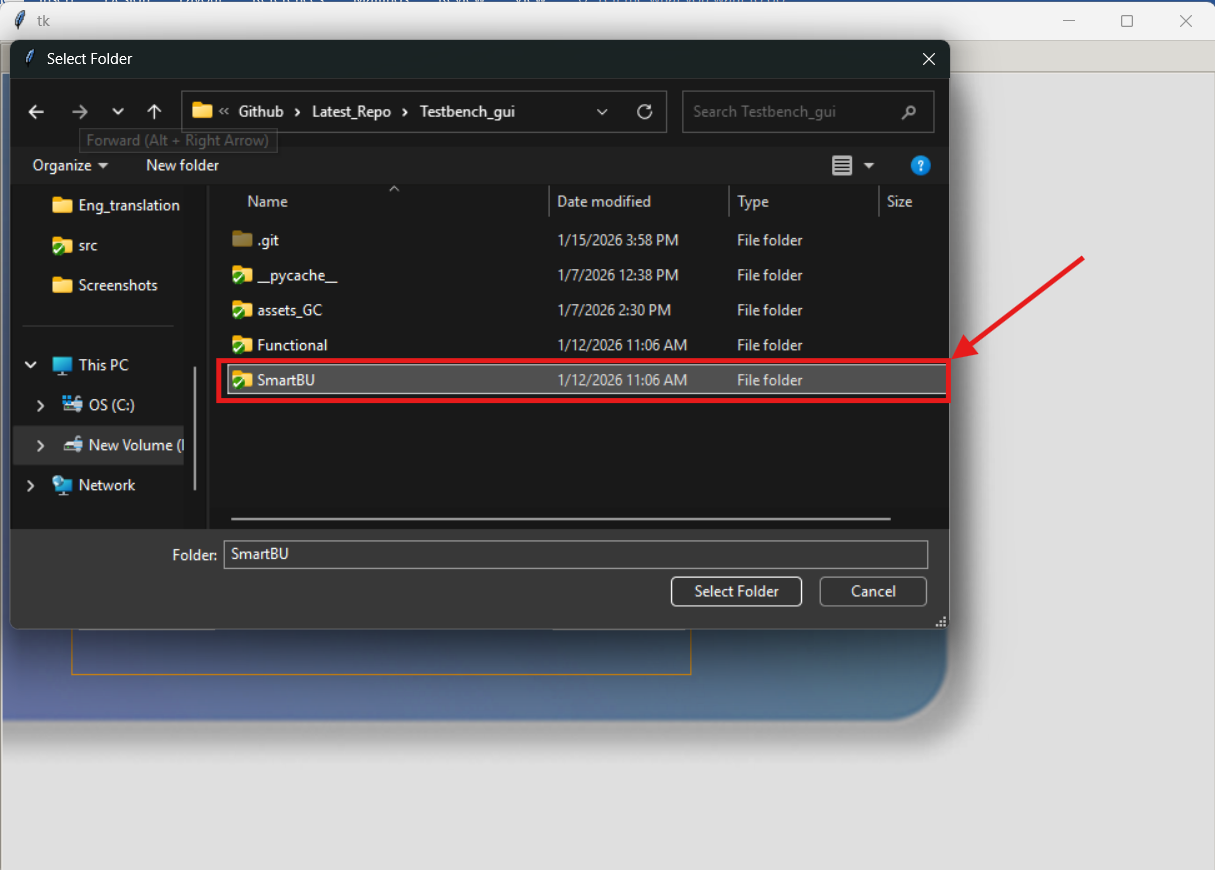 tk
Select Folder
« Github › Latest_Repo › Testbench_gui
Search Testbench_gui
Forward (Alt + Right Arrow)
Organize
New folder
Name Date modified Type Size
Eng_translation
src
Screenshots
This PC
OS (C:)
New Volume (
Network
.git 1/15/2026 3:58 PM File folder
__pycache__ 1/7/2026 12:38 PM File folder
assets_GC 1/7/2026 2:30 PM File folder
Functional 1/12/2026 11:06 AM File folder
SmartBU 1/12/2026 11:06 AM File folder
Folder: SmartBU
Select Folder Cancel